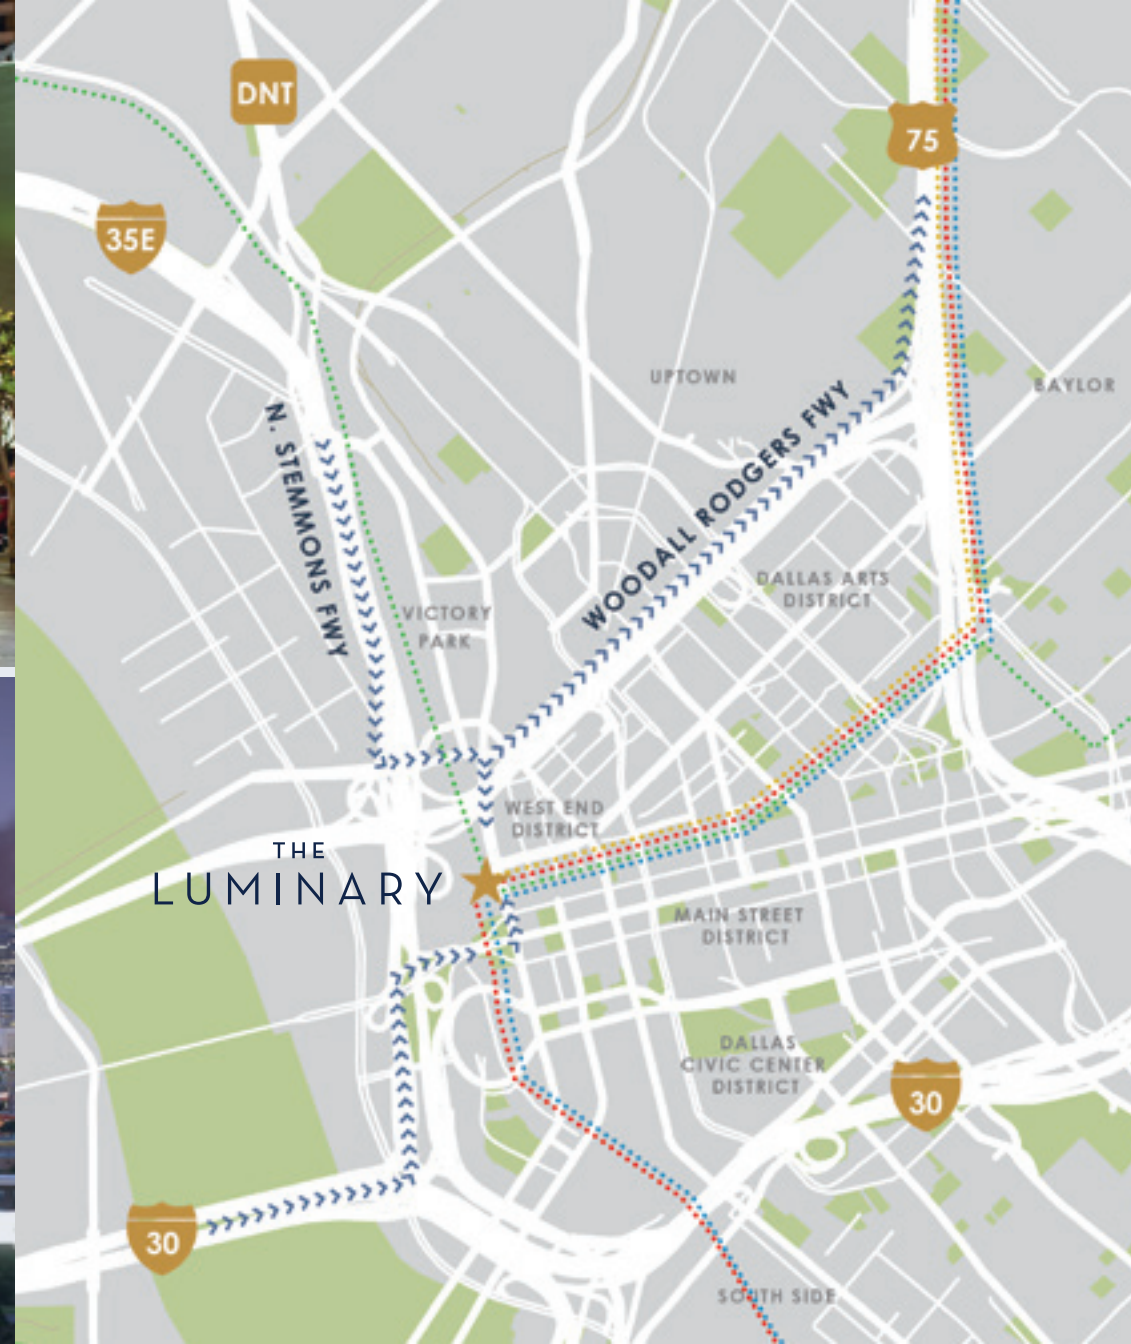 DNT
75
35E
UPTOWN
BAYLOR
N. STEMMONS FWY
WOODALL RODGERS FWY
DALLAS ARTS
DISTRICT
VICTORY
PARK
WEST END
DISTRICT
THE
LUMINARY
MAIN STREET
DISTRICT
DALLAS
CIVIC CENTER
DISTRICT
30
30
SOUTH SIDE